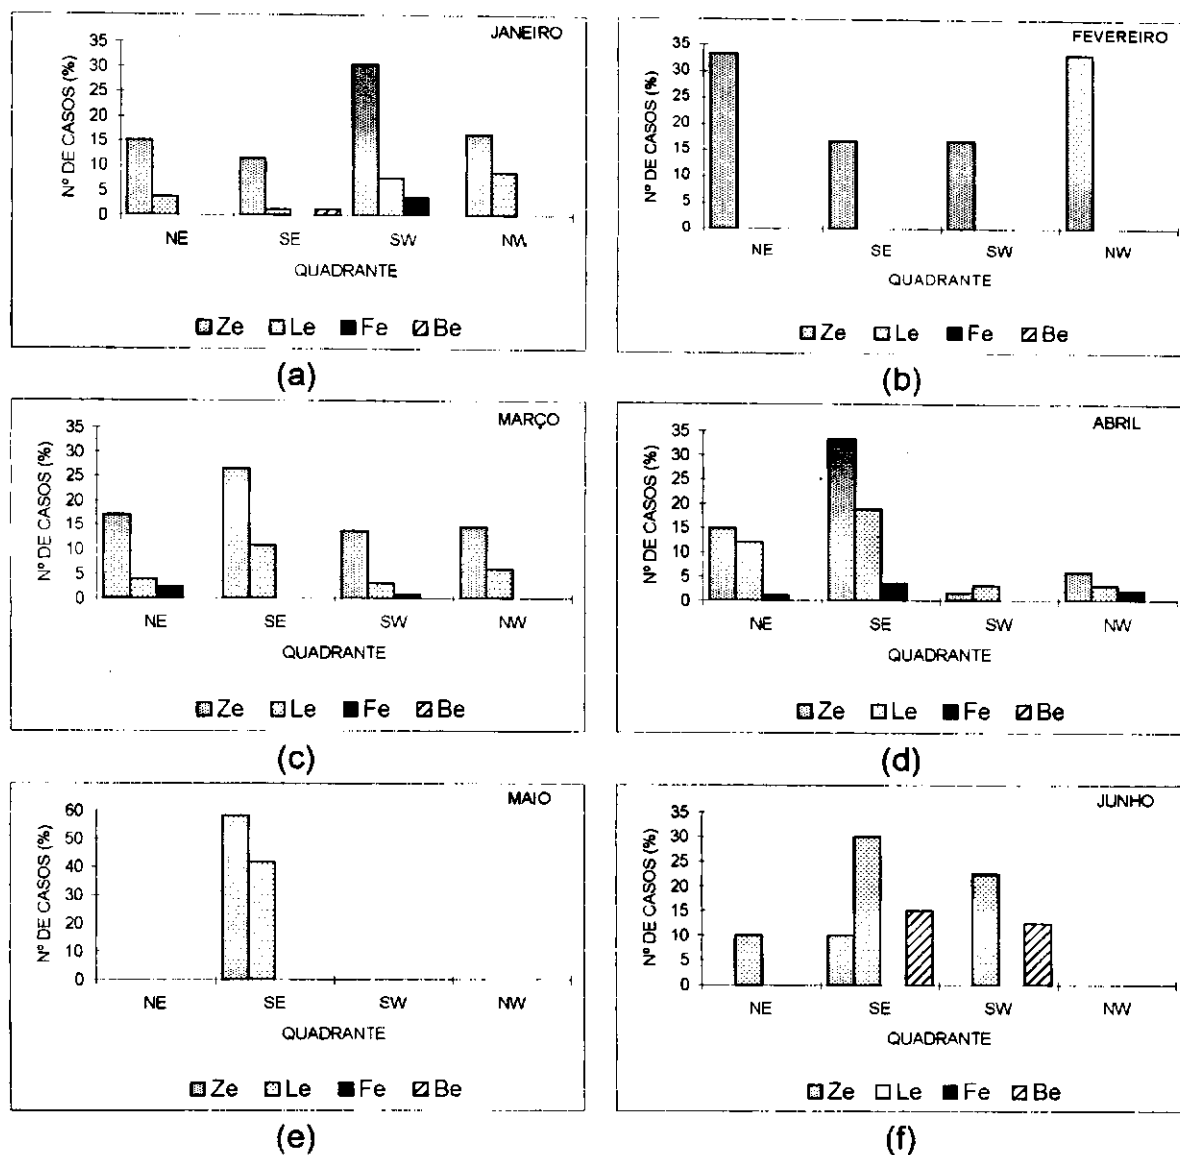 JANEIRO
Nº DE CASOS (%)
35
30
25
20
15
10
5
0
NE SE SW NW
QUADRANTE
Ze Le Fe Be
(a)
FEVEREIRO
Nº DE CASOS (%)
35
30
25
20
15
10
5
0
NE SE SW NW
QUADRANTE
Ze Le Fe Be
(b)
MARÇO
Nº DE CASOS (%)
35
30
25
20
15
10
5
0
NE SE SW NW
QUADRANTE
Ze Le Fe Be
(c)
ABRIL
Nº DE CASOS (%)
35
30
25
20
15
10
5
0
NE SE SW NW
QUADRANTE
Ze Le Fe Be
(d)
MAIO
Nº DE CASOS (%)
60
50
40
30
20
10
0
NE SE SW NW
QUADRANTE
Ze Le Fe Be
(e)
JUNHO
Nº DE CASOS (%)
35
30
25
20
15
10
5
0
NE SE SW NW
QUADRANTE
Ze Le Fe Be
(f)